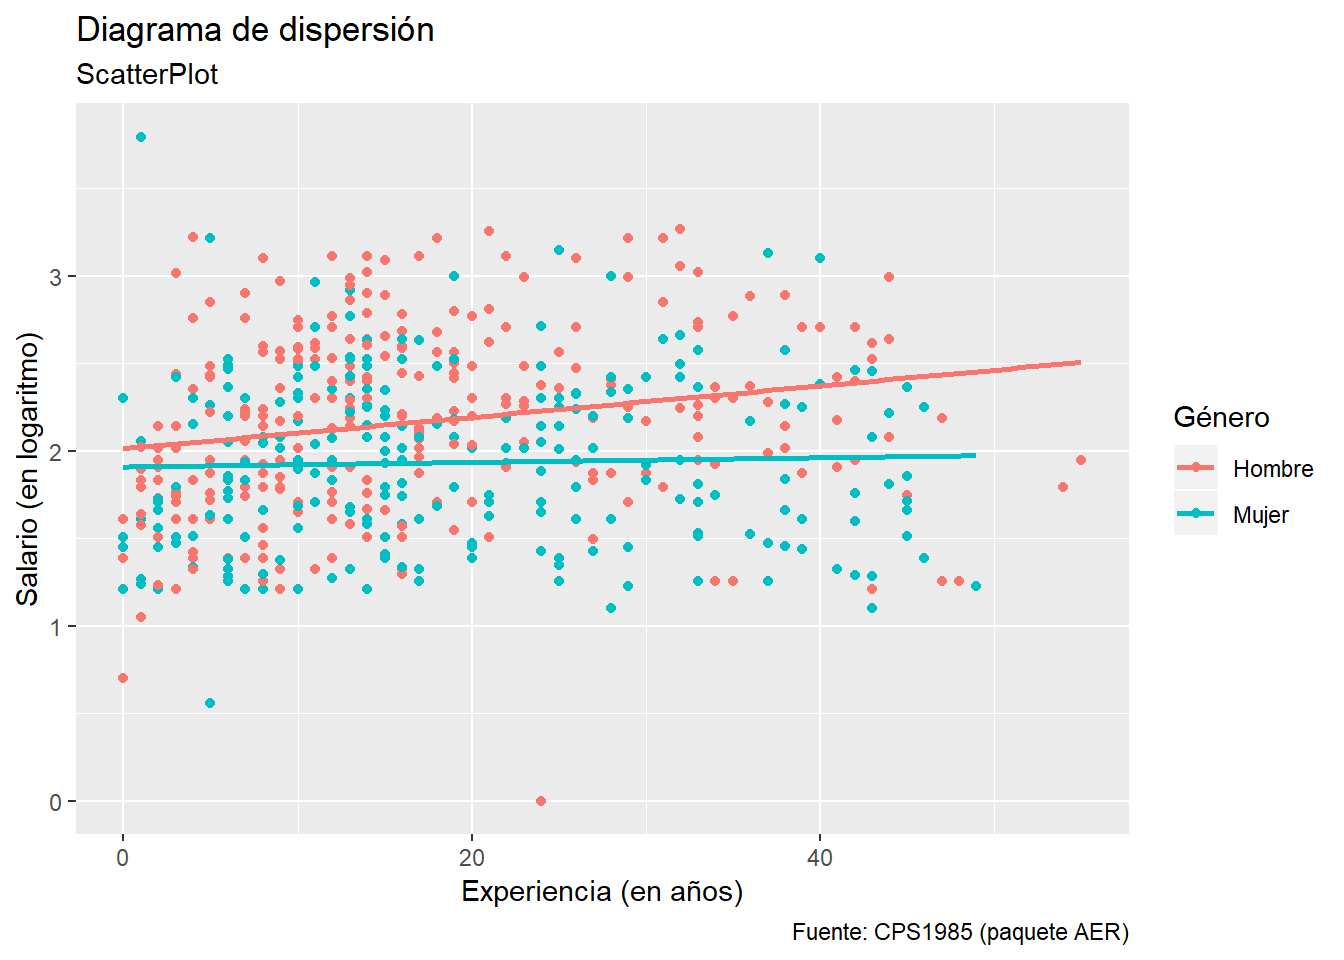 Diagrama de dispersión
ScatterPlot
Salario (en logaritmo)
3
2
1
0
0 20 40
Experiencia (en años)
Género
Hombre
Mujer
Fuente: CPS1985 (paquete AER)